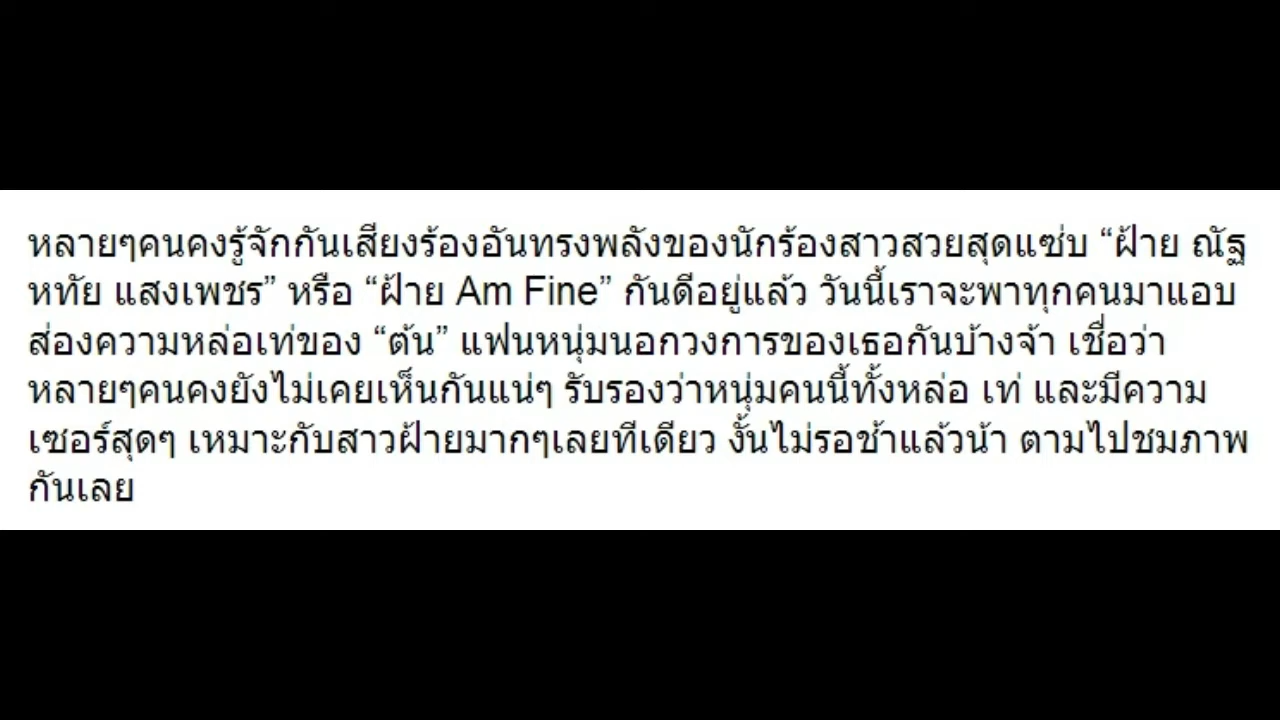 หลายๆคนคงรู้จักกันเสียงร้องอันทรงพลังของนักร้องสาวสวยสุดแซ่บ “ฝ้าย ณัฐ
หทัย แสงเพชร” หรือ “ฝ้าย Am Fine” กันดีอยู่แล้ว วันนี้เราจะพาทุกคนมาแอบ
ส่องความหล่อเท่ของ “ต้น” แฟนหนุ่มนอกวงการของเธอกันบ้างจ้า เชื่อว่า
หลายๆคนคงยังไม่เคยเห็นกันแน่ๆ รับรองว่าหนุ่มคนนี้ทั้งหล่อ เท่ และมีความ
เซอร์สุดๆ เหมาะกับสาวฝ้ายมากๆเลยทีเดียว งั้นไม่รอช้าแล้วน้า ตามไปชมภาพ
กันเลย